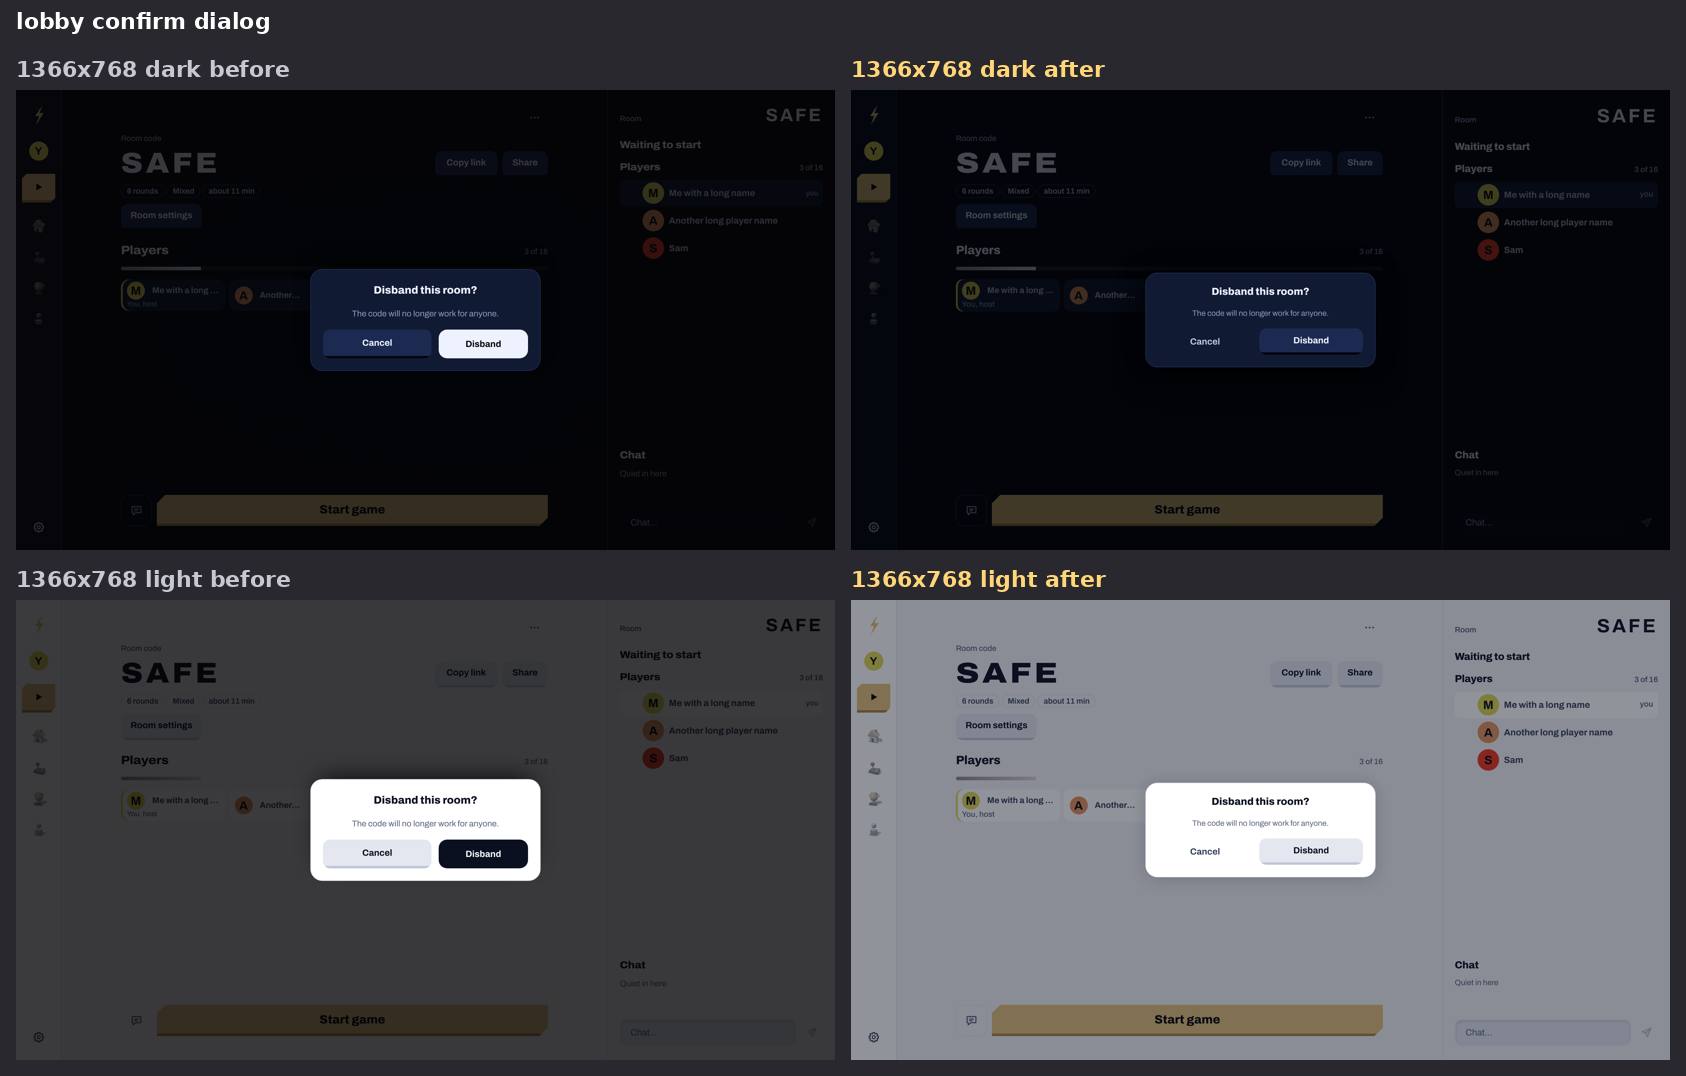 lobby confirm dialog
1366x768 dark before
Room code
SAFE
Copy link
Share
6 rounds
Mixed
about 11 min
Room settings
Players
3 of 16
M
Me with a long ...
You, host
A
Another...
Disband this room?
The code will no longer work for anyone.
Cancel
Disband
Start game
Y
Room
SAFE
Waiting to start
Players
3 of 16
M
Me with a long name
you
A
Another long player name
S
Sam
Chat
Quiet in here
Chat...
1366x768 dark after
Room code
SAFE
Copy link
Share
6 rounds
Mixed
about 11 min
Room settings
Players
3 of 16
M
Me with a long ...
You, host
A
Another...
Disband this room?
The code will no longer work for anyone.
Cancel
Disband
Start game
Y
Room
SAFE
Waiting to start
Players
3 of 16
M
Me with a long name
you
A
Another long player name
S
Sam
Chat
Quiet in here
Chat...
1366x768 light before
Room code
SAFE
Copy link
Share
6 rounds
Mixed
about 11 min
Room settings
Players
3 of 16
M
Me with a long ...
You, host
A
Another...
Disband this room?
The code will no longer work for anyone.
Cancel
Disband
Start game
Y
Room
SAFE
Waiting to start
Players
3 of 16
M
Me with a long name
you
A
Another long player name
S
Sam
Chat
Quiet in here
Chat...
1366x768 light after
Room code
SAFE
Copy link
Share
6 rounds
Mixed
about 11 min
Room settings
Players
3 of 16
M
Me with a long ...
You, host
A
Another...
Disband this room?
The code will no longer work for anyone.
Cancel
Disband
Start game
Y
Room
SAFE
Waiting to start
Players
3 of 16
M
Me with a long name
you
A
Another long player name
S
Sam
Chat
Quiet in here
Chat...